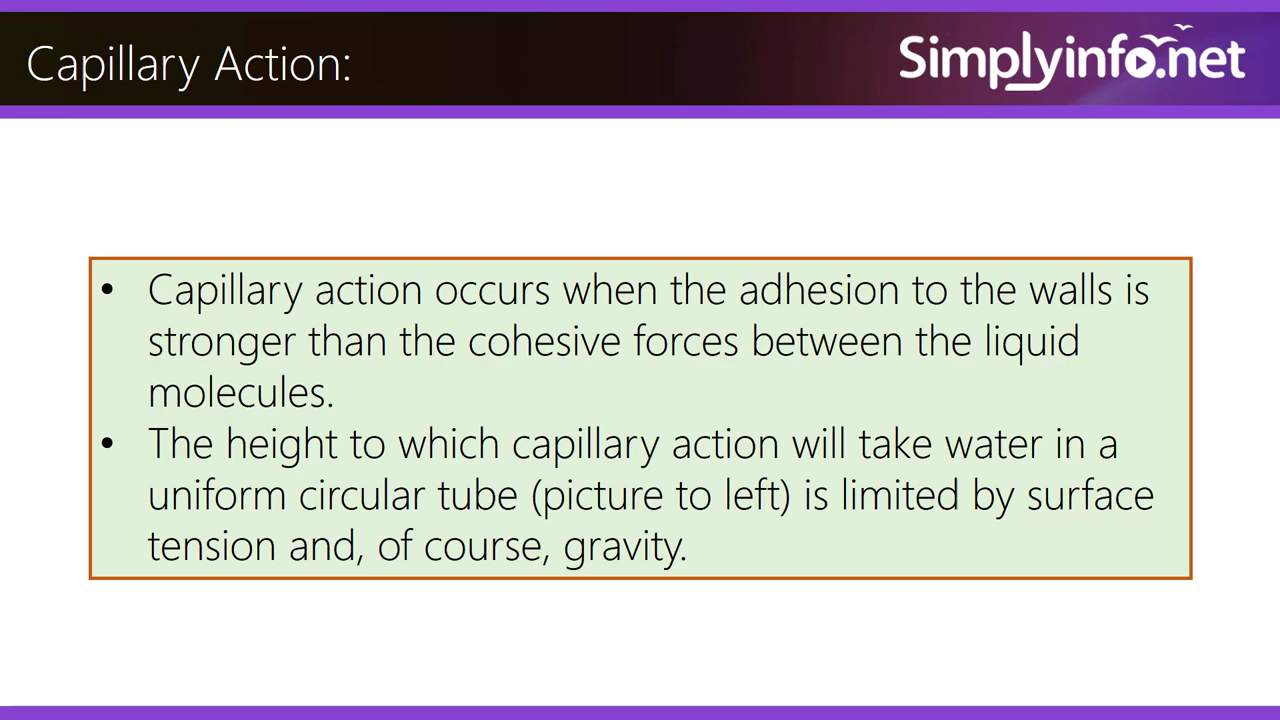 Capillary Action:
Simplyinfo.net
• Capillary action occurs when the adhesion to the walls is
stronger than the cohesive forces between the liquid
molecules.
• The height to which capillary action will take water in a
uniform circular tube (picture to left) is limited by surface
tension and, of course, gravity.